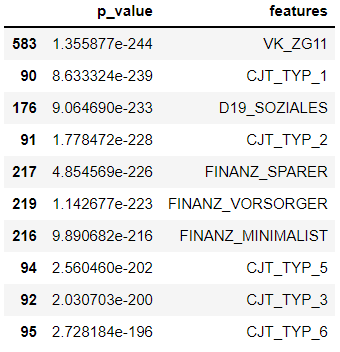 p_value features
583 1.355877e-244 VK_ZG11
90 8.633324e-239 CJT_TYP_1
176 9.064690e-233 D19_SOZIALES
91 1.778472e-228 CJT_TYP_2
217 4.854569e-226 FINANZ_SPARER
219 1.142677e-223 FINANZ_VORSORGER
216 9.890682e-216 FINANZ_MINIMALIST
94 2.560460e-202 CJT_TYP_5
92 2.030703e-200 CJT_TYP_3
95 2.728184e-196 CJT_TYP_6